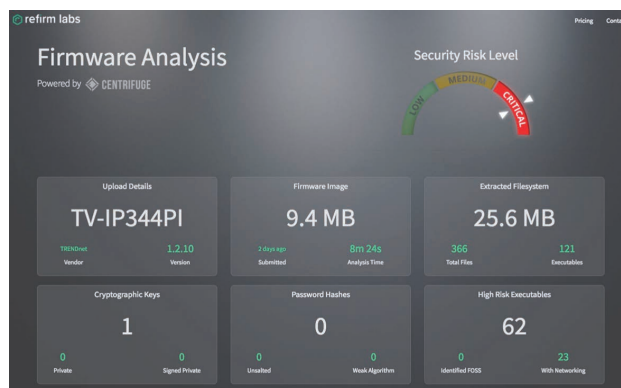 refirm labs
Pricing
Firmware Analysis
Powered by CENTRIFUGE
Security Risk Level
LOW
MEDIUM
CRITICAL
Upload Details
TV-IP344PI
TRENDnet 1.2.10
Vendor Version
Firmware Image
9.4 MB
2 days ago 8m 24s
Submitted Analysis Time
Extracted Filesystem
25.6 MB
366 121
Total Files Executables
Cryptographic Keys
1
0 0
Private Signed Private
Password Hashes
0
0 0
Unsalted Weak Algorithm
High Risk Executables
62
0 23
Identified FOSS With Networking